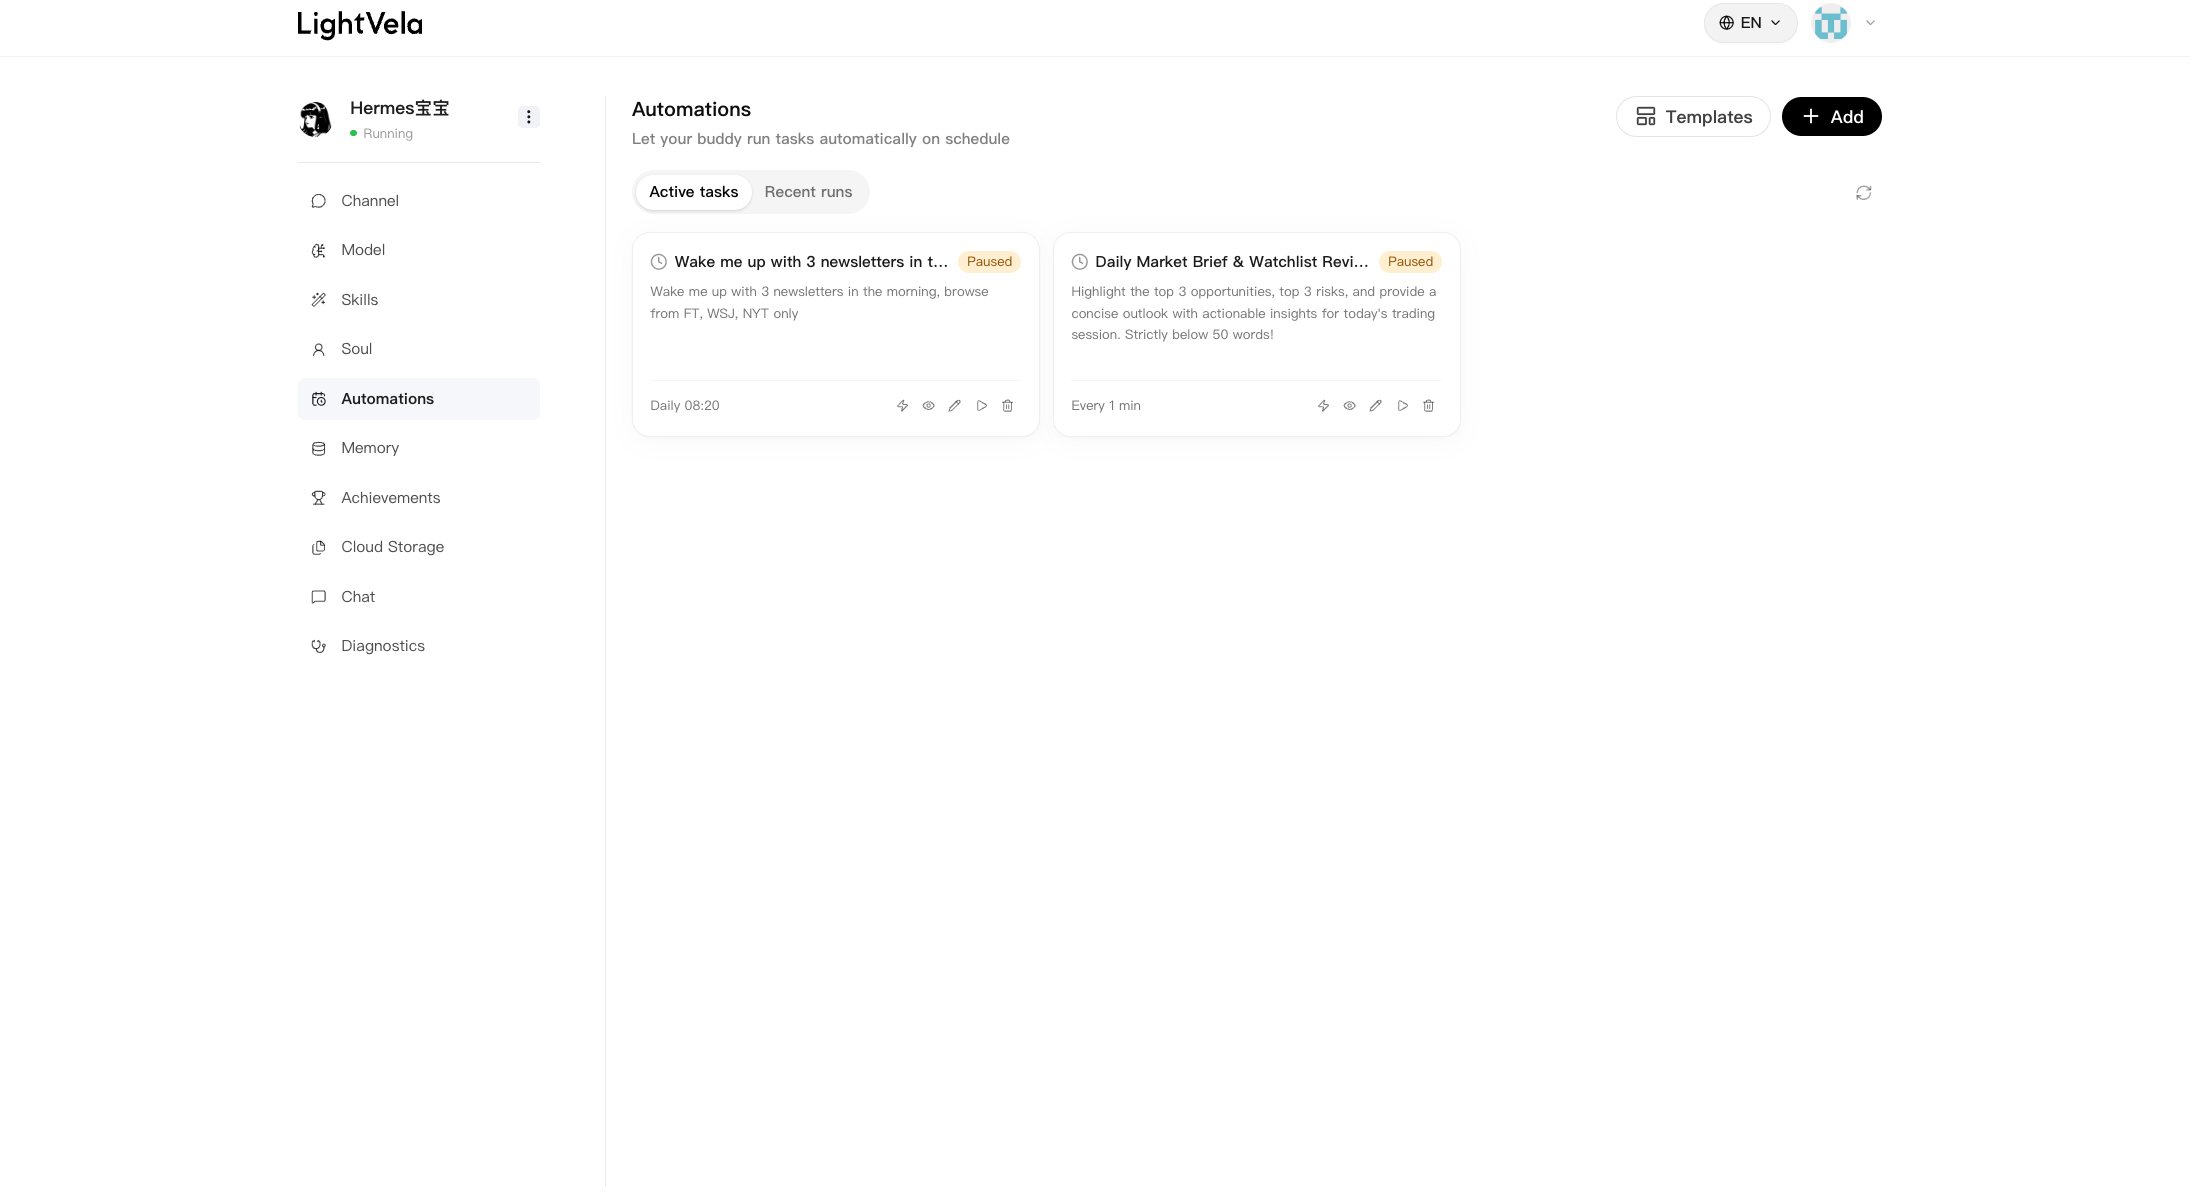 LightVela
EN
Hermes宝宝
Running
Channel
Model
Skills
Soul
Automations
Memory
Achievements
Cloud Storage
Chat
Diagnostics
Automations
Let your buddy run tasks automatically on schedule
Templates
Add
Active tasks
Recent runs
Wake me up with 3 newsletters in t...
Paused
Wake me up with 3 newsletters in the morning, browse
from FT, WSJ, NYT only
Daily 08:20
Daily Market Brief & Watchlist Revi...
Paused
Highlight the top 3 opportunities, top 3 risks, and provide a
concise outlook with actionable insights for today's trading
session. Strictly below 50 words!
Every 1 min